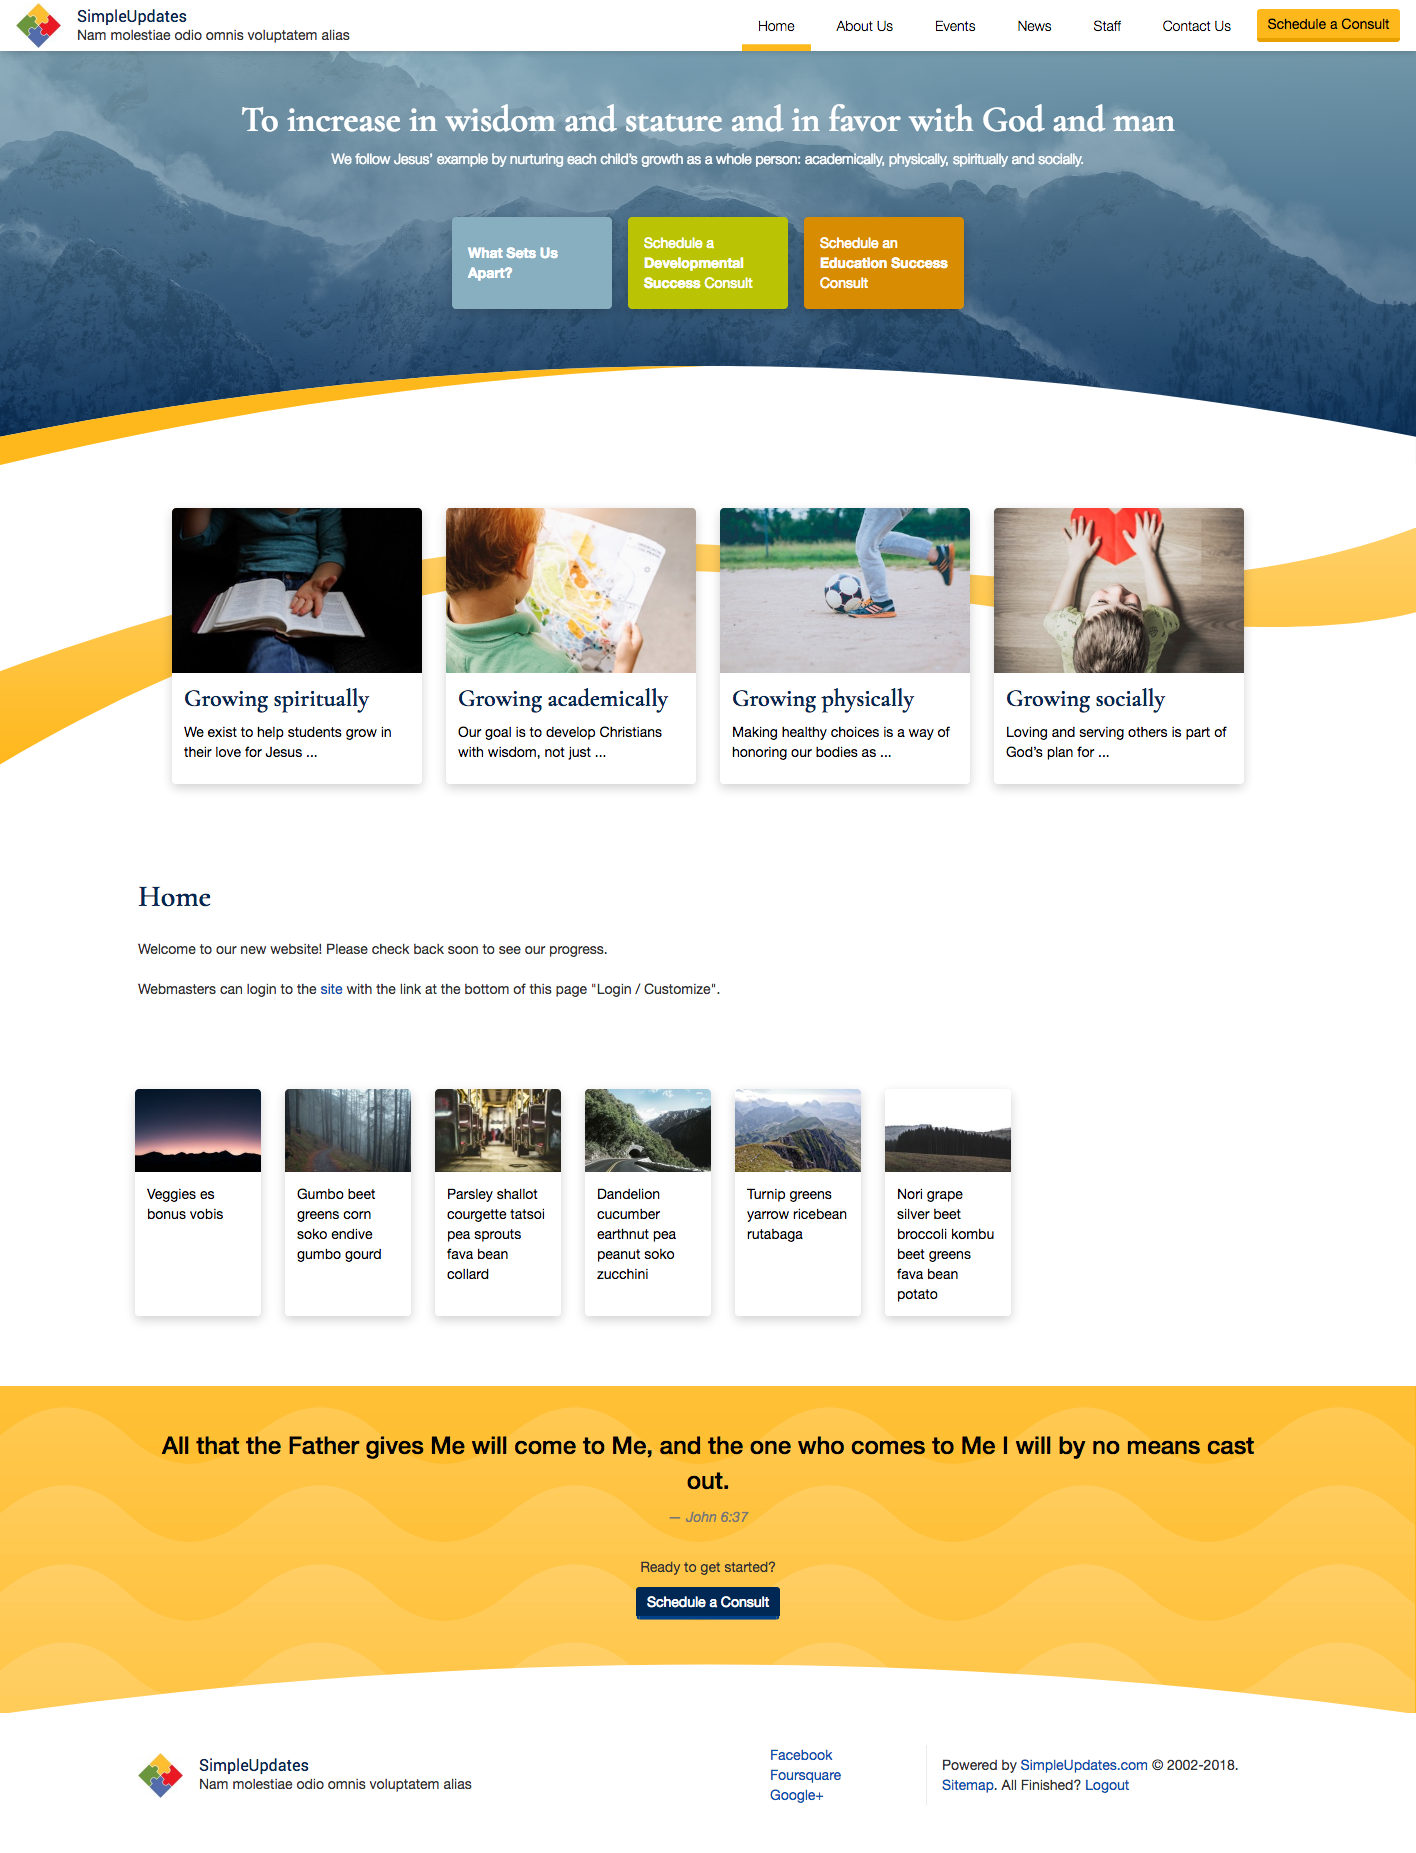 SimpleUpdates
Nam molestiae odio omnis voluptatem alias
Home
About Us
Events
News
Staff
Contact Us
Schedule a Consult
To increase in wisdom and stature and in favor with God and man
We follow Jesus’ example by nurturing each child’s growth as a whole person: academically, physically, spiritually and socially.
What Sets Us
Apart?
Schedule a
Developmental
Success Consult
Schedule an
Education Success
Consult
Growing spiritually
We exist to help students grow in
their love for Jesus ...
Growing academically
Our goal is to develop Christians
with wisdom, not just ...
Growing physically
Making healthy choices is a way of
honoring our bodies as ...
Growing socially
Loving and serving others is part of
God’s plan for ...
Home
Welcome to our new website! Please check back soon to see our progress.
Webmasters can login to the site with the link at the bottom of this page "Login / Customize".
Veggies es
bonus vobis
Gumbo beet
greens corn
soko endive
gumbo gourd
Parsley shallot
courgette tatsoi
pea sprouts
fava bean
collard
Dandelion
cucumber
earthnut pea
peanut soko
zucchini
Turnip greens
yarrow ricebean
rutabaga
Nori grape
silver beet
broccoli kombu
beet greens
fava bean
potato
All that the Father gives Me will come to Me, and the one who comes to Me I will by no means cast
out.
— John 6:37
Ready to get started?
Schedule a Consult
SimpleUpdates
Nam molestiae odio omnis voluptatem alias
Facebook
Foursquare
Google+
Powered by SimpleUpdates.com © 2002-2018.
Sitemap. All Finished? Logout